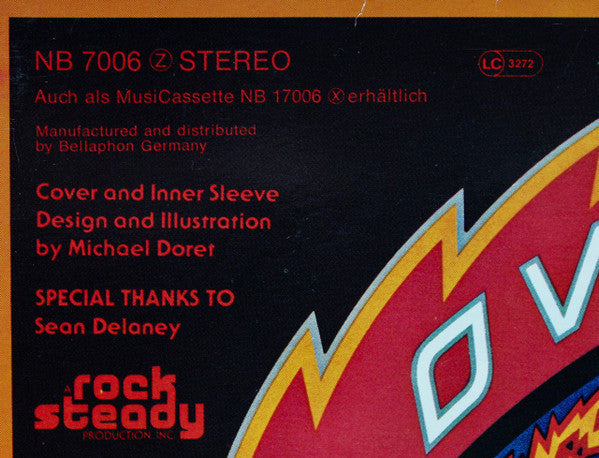 NB 7006 Ⓩ STEREO
LC 3272
Auch als MusiCassette NB 17006 Ⓧ erhältlich
Manufactured and distributed
by Bellaphon Germany
Cover and Inner Sleeve
Design and Illustration
by Michael Doret
SPECIAL THANKS TO
Sean Delaney
OV
A rock
steady
PRODUCTION, INC.